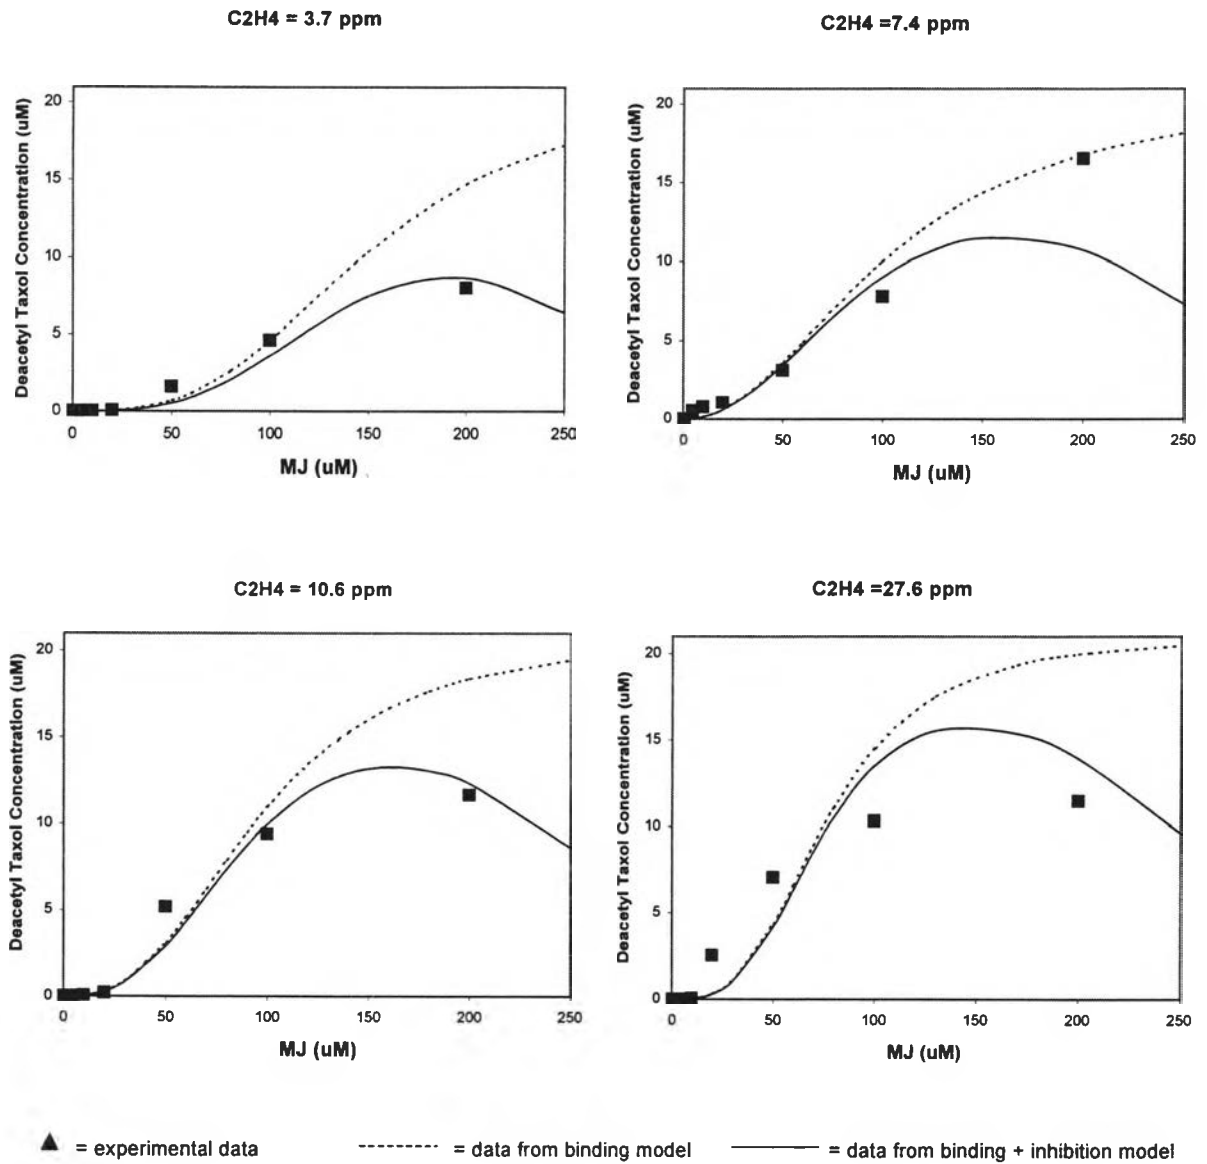 C2H4 = 3.7 ppm
Deacetyl Taxol Concentration (uM)
20
15
10
5
0
0 50 100 150 200 250
MJ (uM)
C2H4 =7.4 ppm
Deacetyl Taxol Concentration (uM)
20
15
10
5
0
0 50 100 150 200 250
MJ (uM)
C2H4 = 10.6 ppm
Deacetyl Taxol Concentration (uM)
20
15
10
5
0
0 50 100 150 200 250
MJ (uM)
C2H4 =27.6 ppm
Deacetyl Taxol Concentration (uM)
20
15
10
5
0
0 50 100 150 200 250
MJ (uM)
= experimental data = data from binding model = data from binding + inhibition model